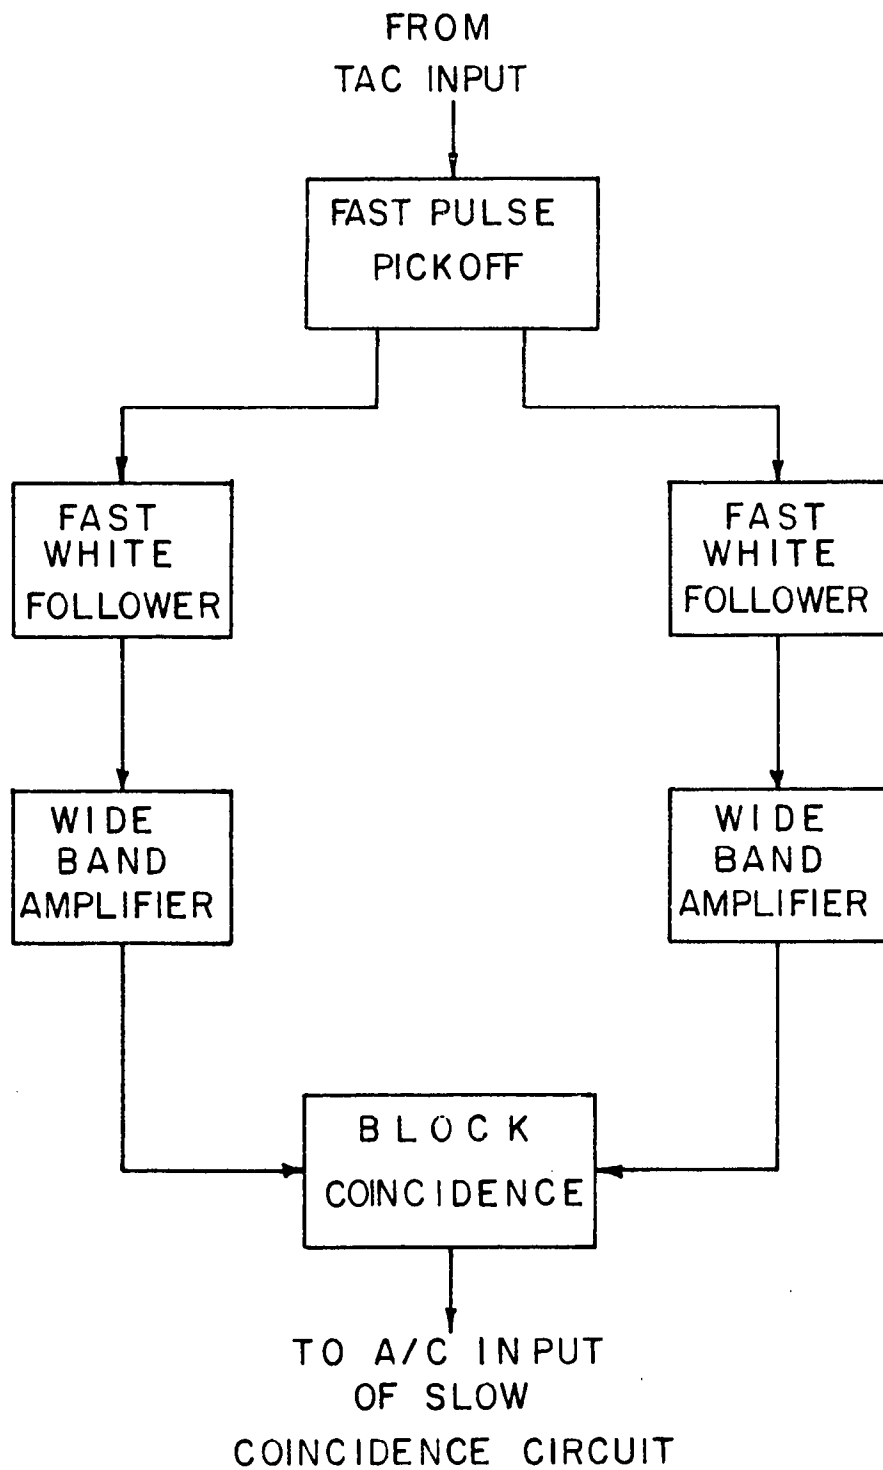 FROM
TAC INPUT
FAST PULSE
PICKOFF
FAST
WHITE
FOLLOWER
FAST
WHITE
FOLLOWER
WIDE
BAND
AMPLIFIER
WIDE
BAND
AMPLIFIER
BLOCK
COINCIDENCE
TO A/C INPUT
OF SLOW
COINCIDENCE CIRCUIT